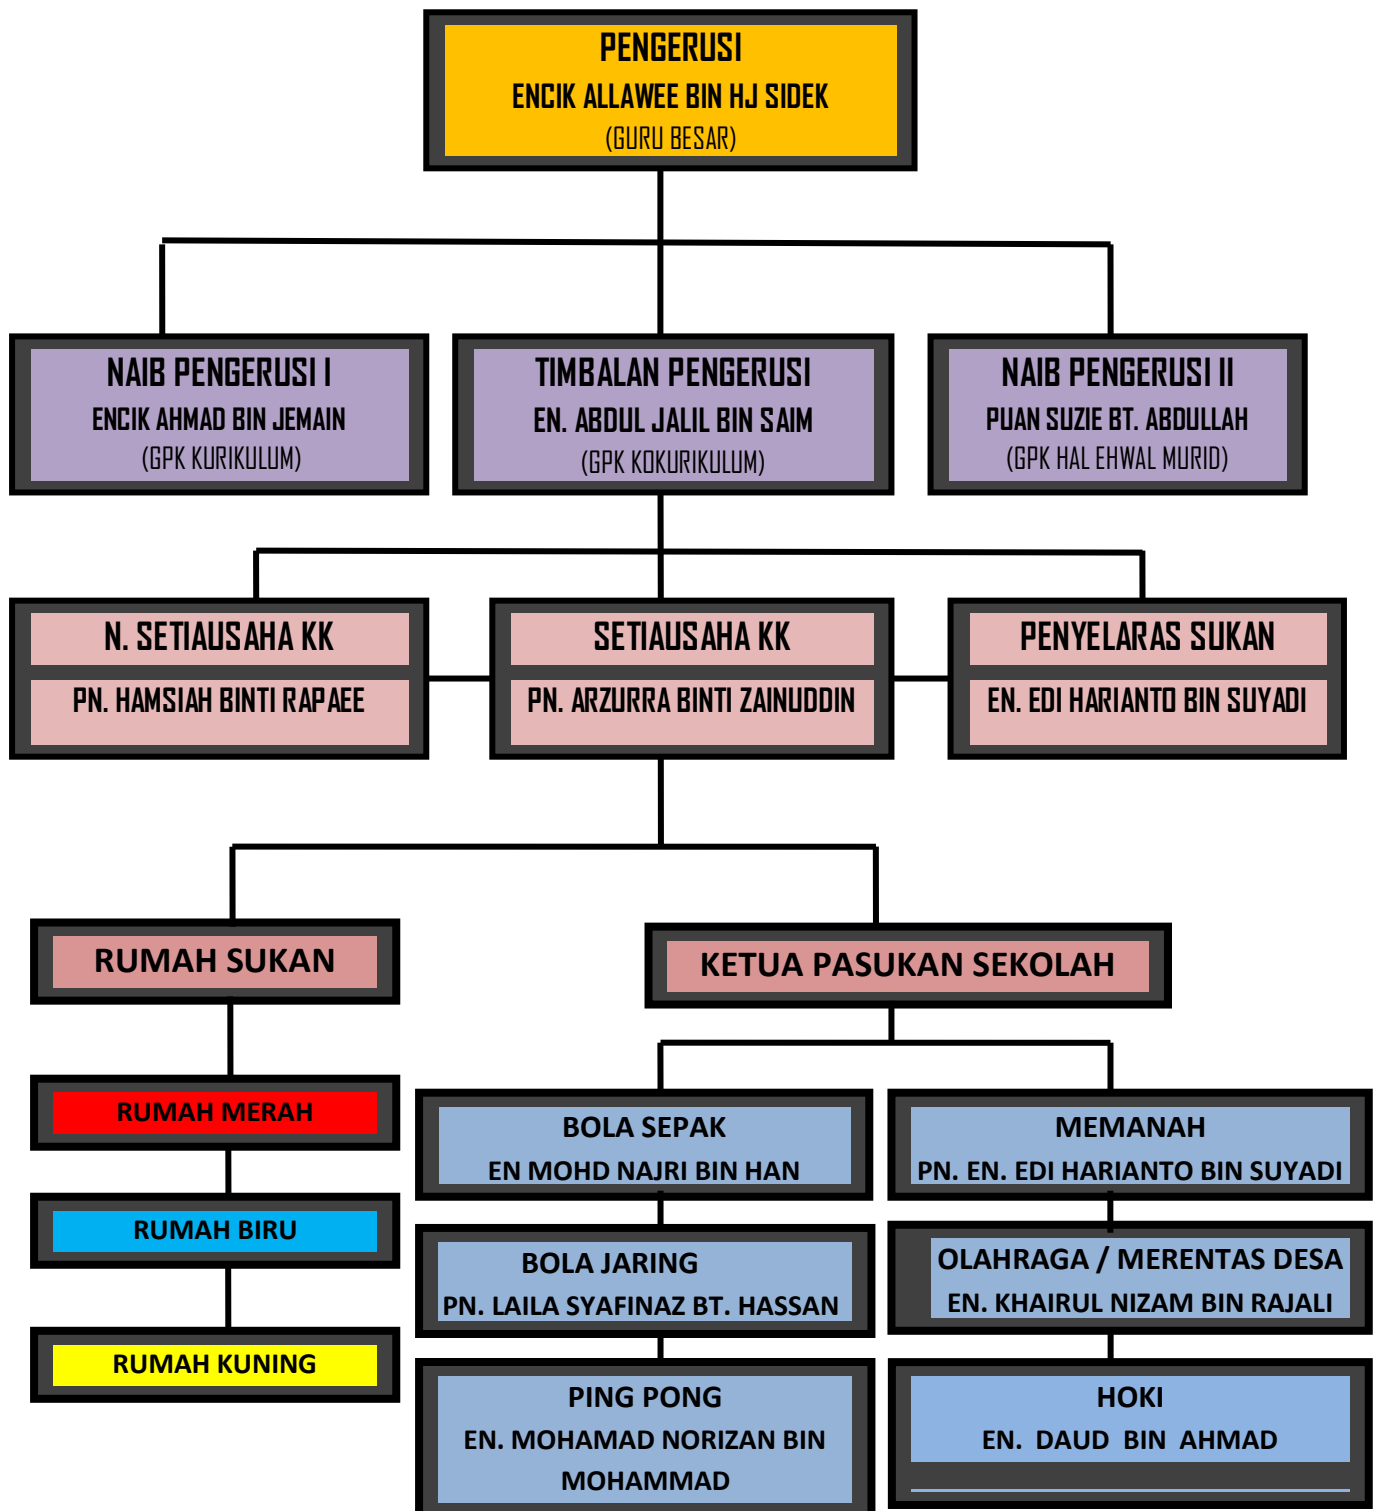 PENGERUSI
ENCIK ALLAWEE BIN HJ SIDEK
(GURU BESAR)
NAIB PENGERUSI I
ENCIK AHMAD BIN JEMAIN
(GPK KURIKULUM)
TIMBALAN PENGERUSI
EN. ABDUL JALIL BIN SAIM
(GPK KOKURIKULUM)
NAIB PENGERUSI II
PUAN SUZIE BT. ABDULLAH
(GPK HAL EHWAL MURID)
N. SETIAUSAHA KK
PN. HAMSIAH BINTI RAPAEE
SETIAUSAHA KK
PN. ARZURRA BINTI ZAINUDDIN
PENYELARAS SUKAN
EN. EDI HARIANTO BIN SUYADI
RUMAH SUKAN
RUMAH MERAH
RUMAH BIRU
RUMAH KUNING
KETUA PASUKAN SEKOLAH
BOLA SEPAK
EN MOHD NAJRI BIN HAN
BOLA JARING
PN. LAILA SYAFINAZ BT. HASSAN
PING PONG
EN. MOHAMAD NORIZAN BIN
MOHAMMAD
MEMANAH
PN. EN. EDI HARIANTO BIN SUYADI
OLAHRAGA / MERENTAS DESA
EN. KHAIRUL NIZAM BIN RAJALI
HOKI
EN. DAUD BIN AHMAD